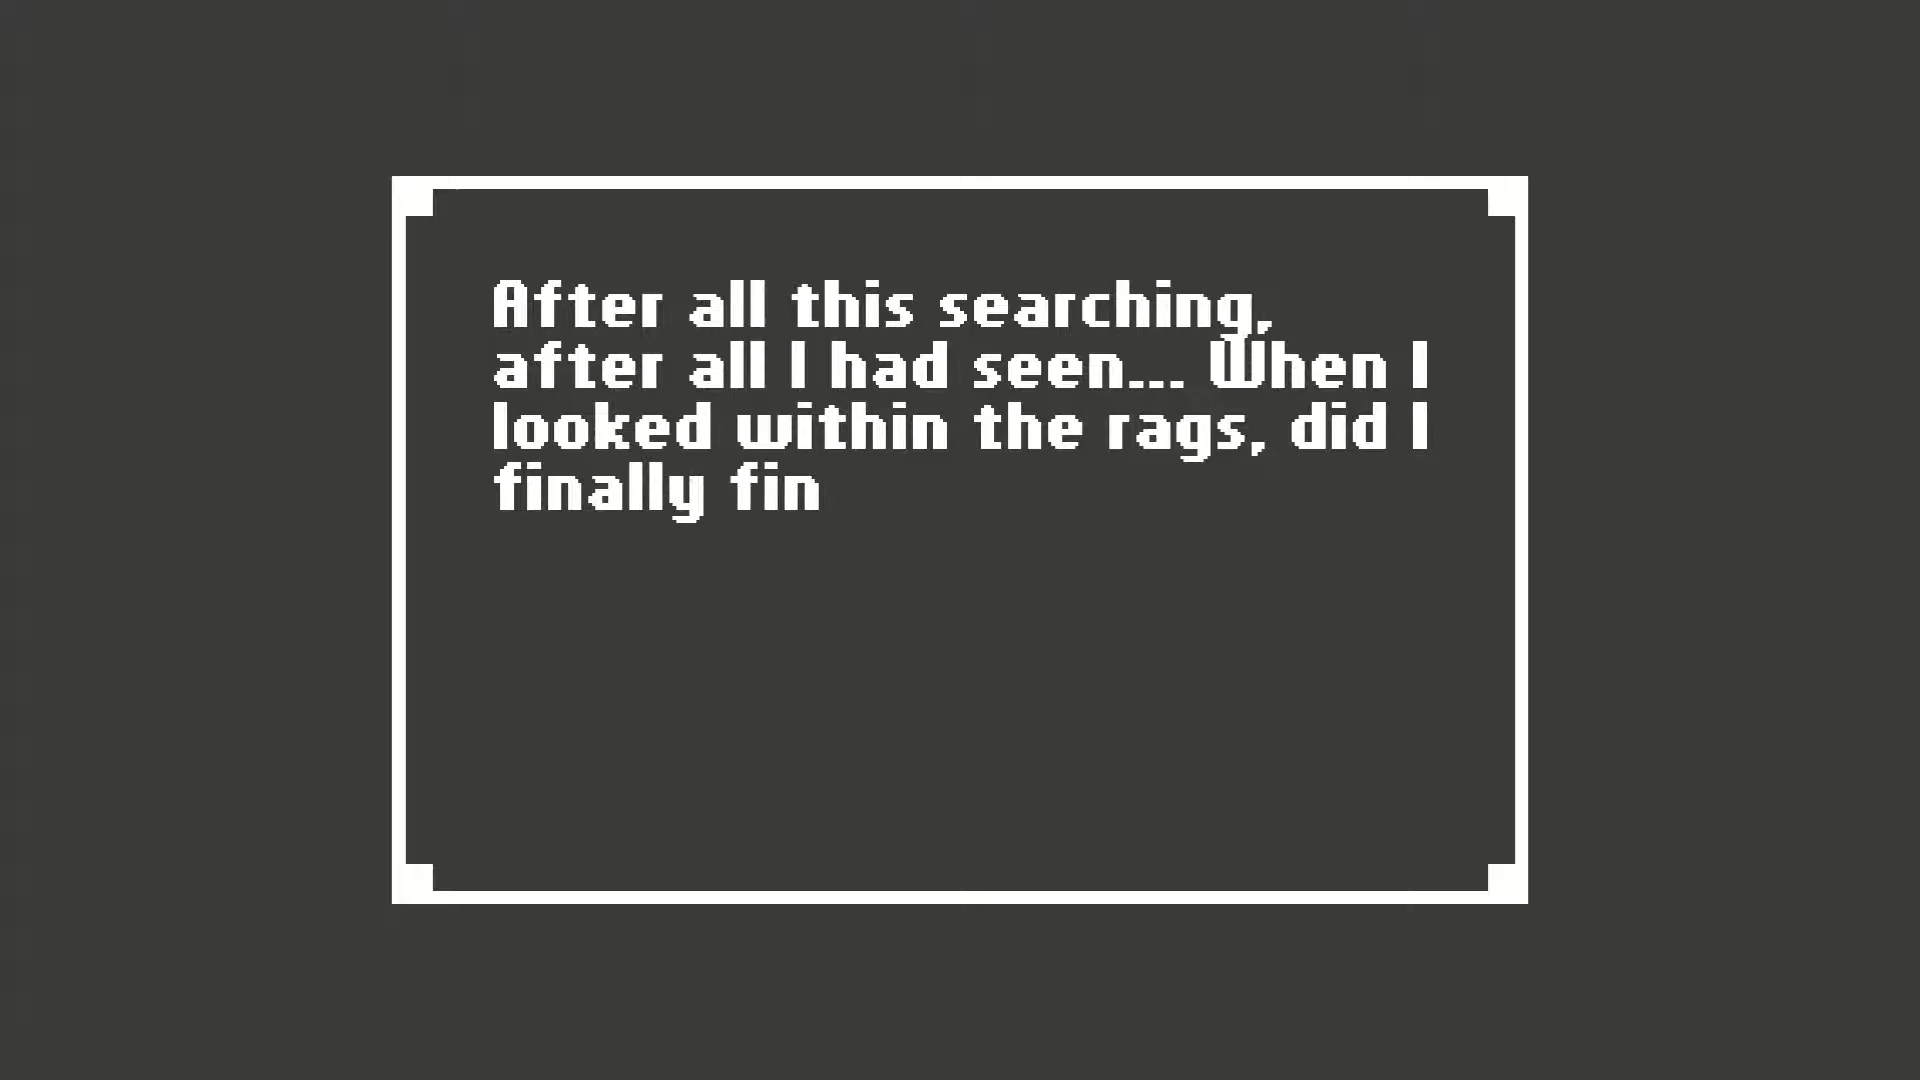 After all this searching,
after all I had seen... When I
looked within the rags, did I
finally fin